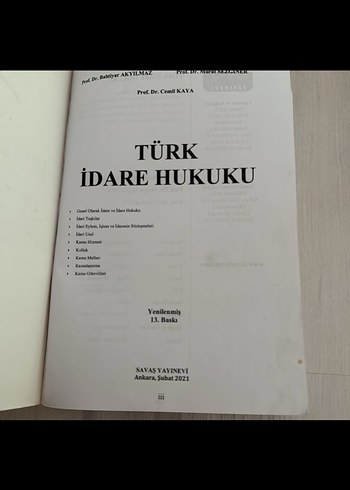 Prof. Dr. Bahtiyar AKYILMAZ
Prof. Dr. Murat SEZGİNER
Prof. Dr. Cemil KAYA
TÜRK
İDARE HUKUKU
• Genel Olarak İdare ve İdare Hukuku
• İdari Teşkilat
• İdari Eylem, İşlem ve İdarenin Sözleşmeleri
• İdari Usul
• Kamu Hizmeti
• Kolluk
• Kamu Malları
• Kamulaştırma
• Kamu Görevlileri
Yenilenmiş
13. Baskı
SAVAŞ YAYINEVİ
Ankara, Şubat 2021
iii